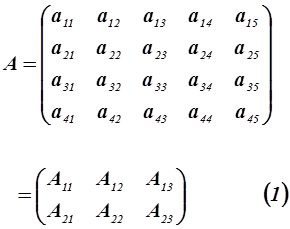 a₁₁ a₁₂ a₁₃ a₁₄ a₁₅
a₂₁ a₂₂ a₂₃ a₂₄ a₂₅
A =
a₃₁ a₃₂ a₃₃ a₃₄ a₃₅
a₄₁ a₄₂ a₄₃ a₄₄ a₄₅
A₁₁ A₁₂ A₁₃
= (1)
A₂₁ A₂₂ A₂₃